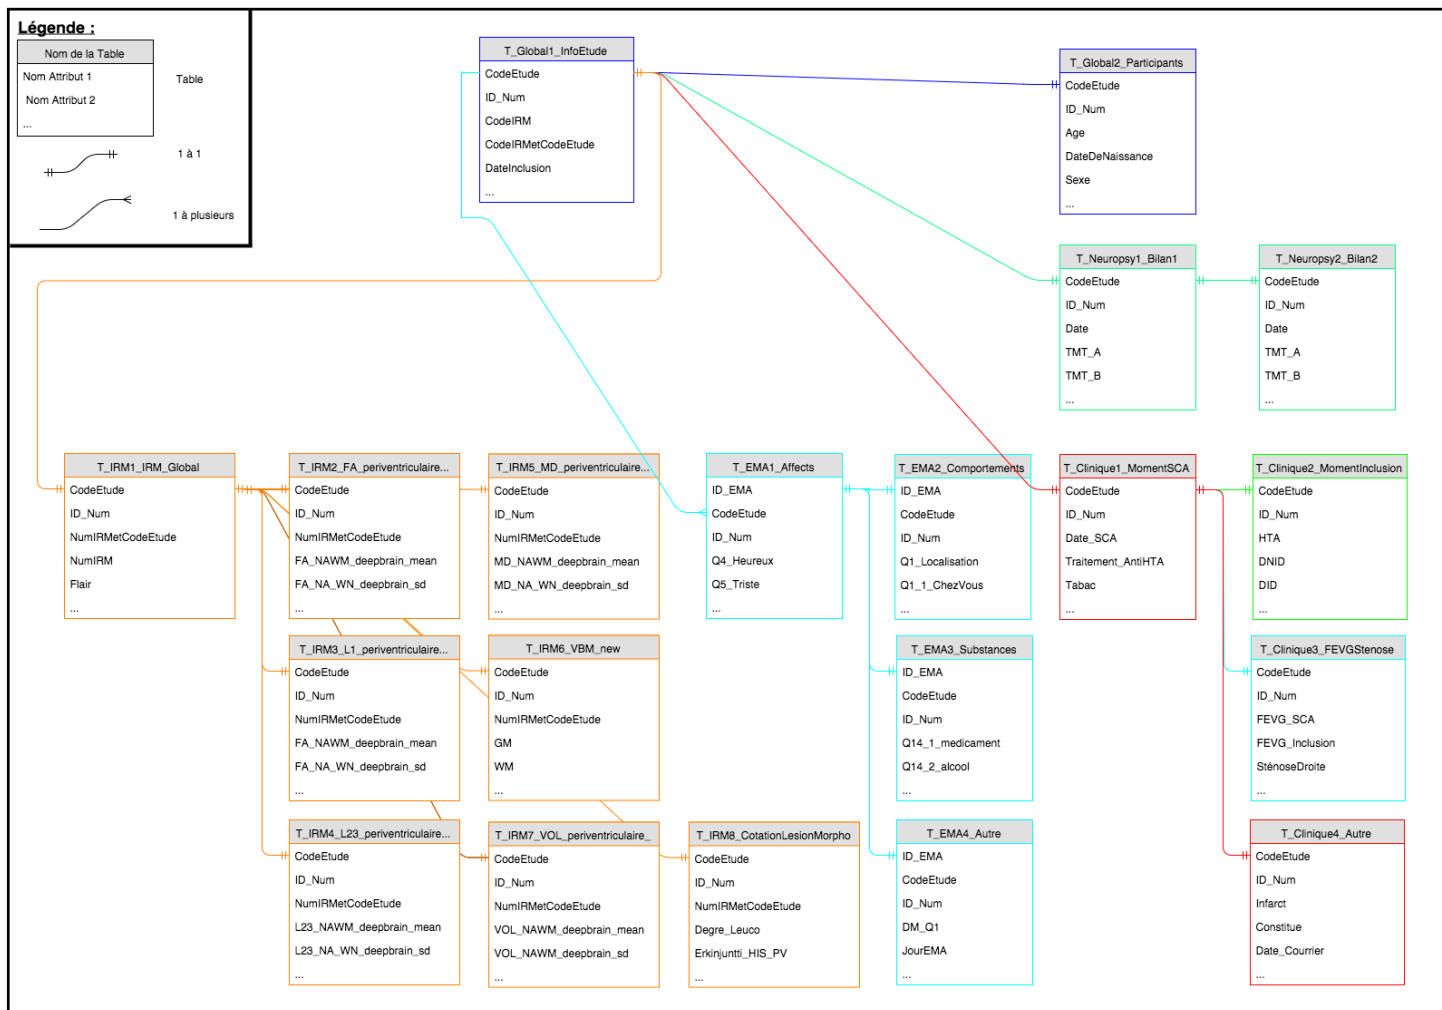 Légende :
Nom de la Table
Nom Attribut 1
Nom Attribut 2
...
Table
1 à 1
1 à plusieurs
T_Global1_InfoEtude
CodeEtude
ID_Num
CodeIRM
CodeIRMetCodeEtude
DateInclusion
...
T_Global2_Participants
CodeEtude
ID_Num
Age
DateDeNaissance
Sexe
...
T_Neuropsy1_Bilan1
CodeEtude
ID_Num
Date
TMT_A
TMT_B
...
T_Neuropsy2_Bilan2
CodeEtude
ID_Num
Date
TMT_A
TMT_B
...
T_IRM1_IRM_Global
CodeEtude
ID_Num
NumIRMetCodeEtude
NumIRM
Flair
...
T_IRM2_FA_periventriculaire...
CodeEtude
ID_Num
NumIRMetCodeEtude
FA_NAWM_deepbrain_mean
FA_NA_WN_deepbrain_sd
...
T_IRM5_MD_periventriculaire...
CodeEtude
ID_Num
NumIRMetCodeEtude
MD_NAWM_deepbrain_mean
MD_NA_WN_deepbrain_sd
...
T_EMA1_Affects
ID_EMA
CodeEtude
ID_Num
Q4_Heureux
Q5_Triste
...
T_EMA2_Comportements
ID_EMA
CodeEtude
ID_Num
Q1_Localisation
Q1_1_ChezVous
...
T_Clinique1_MomentSCA
CodeEtude
ID_Num
Date_SCA
Traitement_AntiHTA
Tabac
...
T_Clinique2_MomentInclusion
CodeEtude
ID_Num
HTA
DNID
DID
...
T_IRM3_L1_periventriculaire...
CodeEtude
ID_Num
NumIRMetCodeEtude
FA_NAWM_deepbrain_mean
FA_NA_WN_deepbrain_sd
...
T_IRM6_VBM_new
CodeEtude
ID_Num
NumIRMetCodeEtude
GM
WM
...
T_EMA3_Substances
ID_EMA
CodeEtude
ID_Num
Q14_1_medicament
Q14_2_alcool
...
T_Clinique3_FEVGStenose
CodeEtude
ID_Num
FEVG_SCA
FEVG_Inclusion
SténoseDroite
...
T_IRM4_L23_periventriculaire...
CodeEtude
ID_Num
NumIRMetCodeEtude
L23_NAWM_deepbrain_mean
L23_NA_WN_deepbrain_sd
...
T_IRM7_VOL_periventriculaire_
CodeEtude
ID_Num
NumIRMetCodeEtude
VOL_NAWM_deepbrain_mean
VOL_NAWM_deepbrain_sd
...
T_IRM8_CotationLesionMorpho
CodeEtude
ID_Num
NumIRMetCodeEtude
Degre_Leuco
Erkinjuntti_HIS_PV
...
T_EMA4_Autre
ID_EMA
CodeEtude
ID_Num
DM_Q1
JourEMA
...
T_Clinique4_Autre
CodeEtude
ID_Num
Infarct
Constitue
Date_Courrier
...